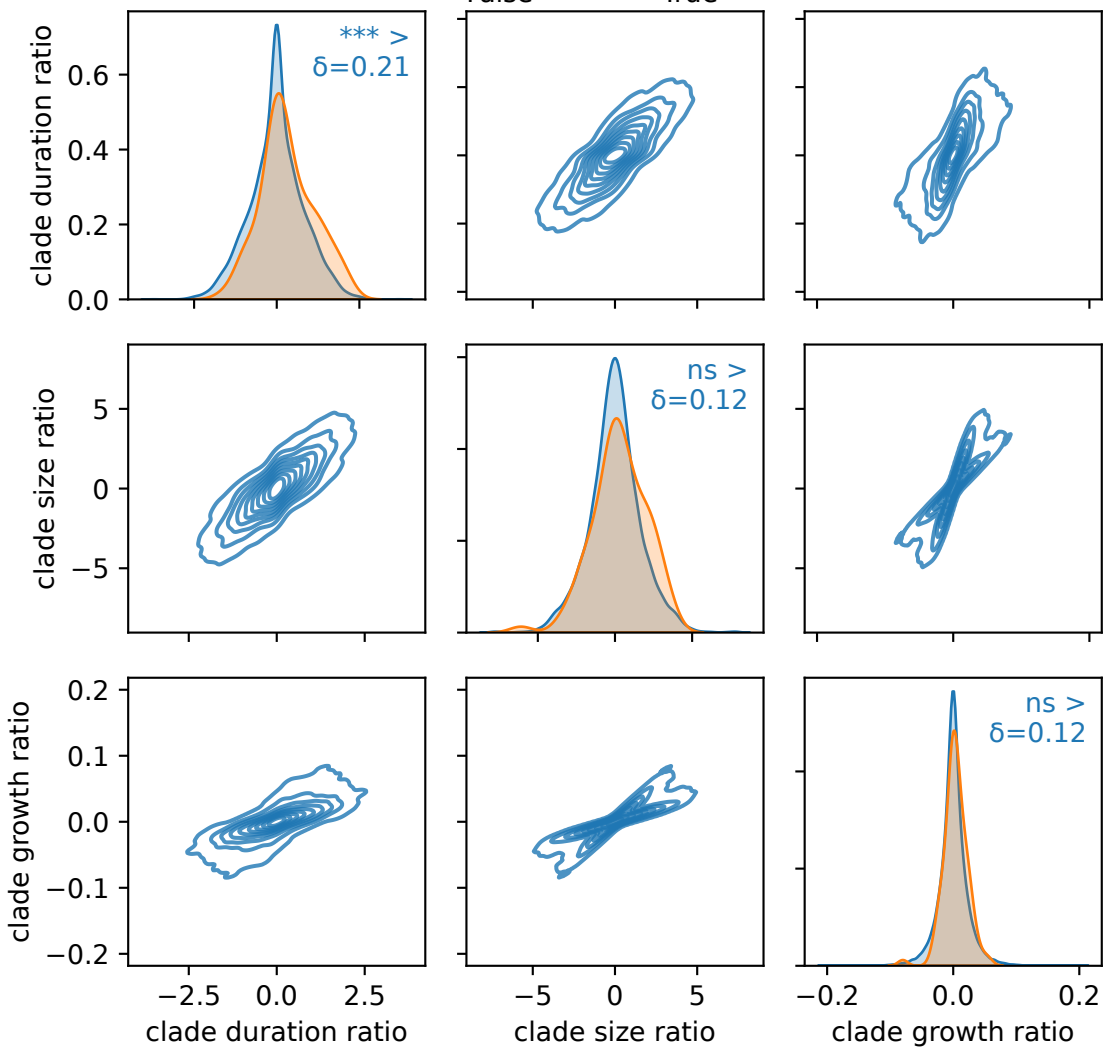 False True
clade duration ratio
0.6
0.4
0.2
0.0
*** >
δ=0.21
clade size ratio
5
0
−5
ns >
δ=0.12
clade growth ratio
0.2
0.1
0.0
−0.1
−0.2
ns >
δ=0.12
−2.5 0.0 2.5
−5 0 5
−0.2 0.0 0.2
clade duration ratio
clade size ratio
clade growth ratio